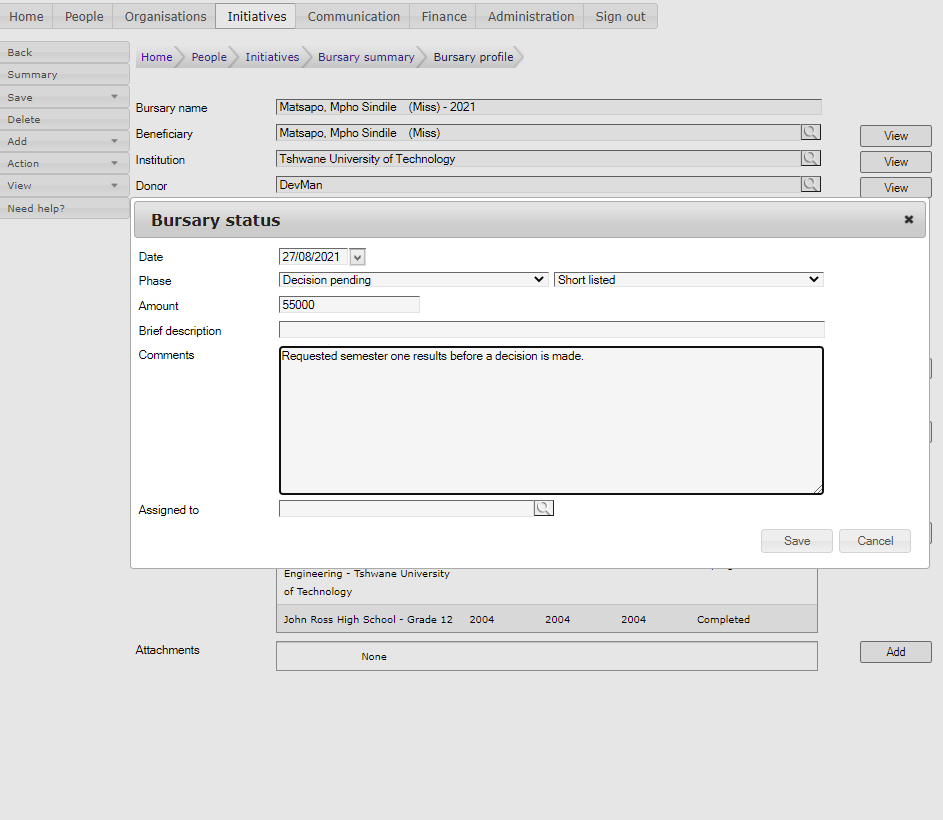 Home People Organisations Initiatives Communication Finance Administration Sign out
Back
Summary
Save
Delete
Add
Action
View
Need help?
Home People Initiatives Bursary summary Bursary profile
Bursary name Matsapo, Mpho Sindile (Miss) - 2021
Beneficiary Matsapo, Mpho Sindile (Miss) View
Institution Tshwane University of Technology View
Donor DevMan View
Bursary status
Date 27/08/2021
Phase Decision pending Short listed
Amount 55000
Brief description
Comments Requested semester one results before a decision is made.
Assigned to
Save Cancel
Engineering - Tshwane University
of Technology
John Ross High School - Grade 12 2004 2004 2004 Completed
Attachments None Add